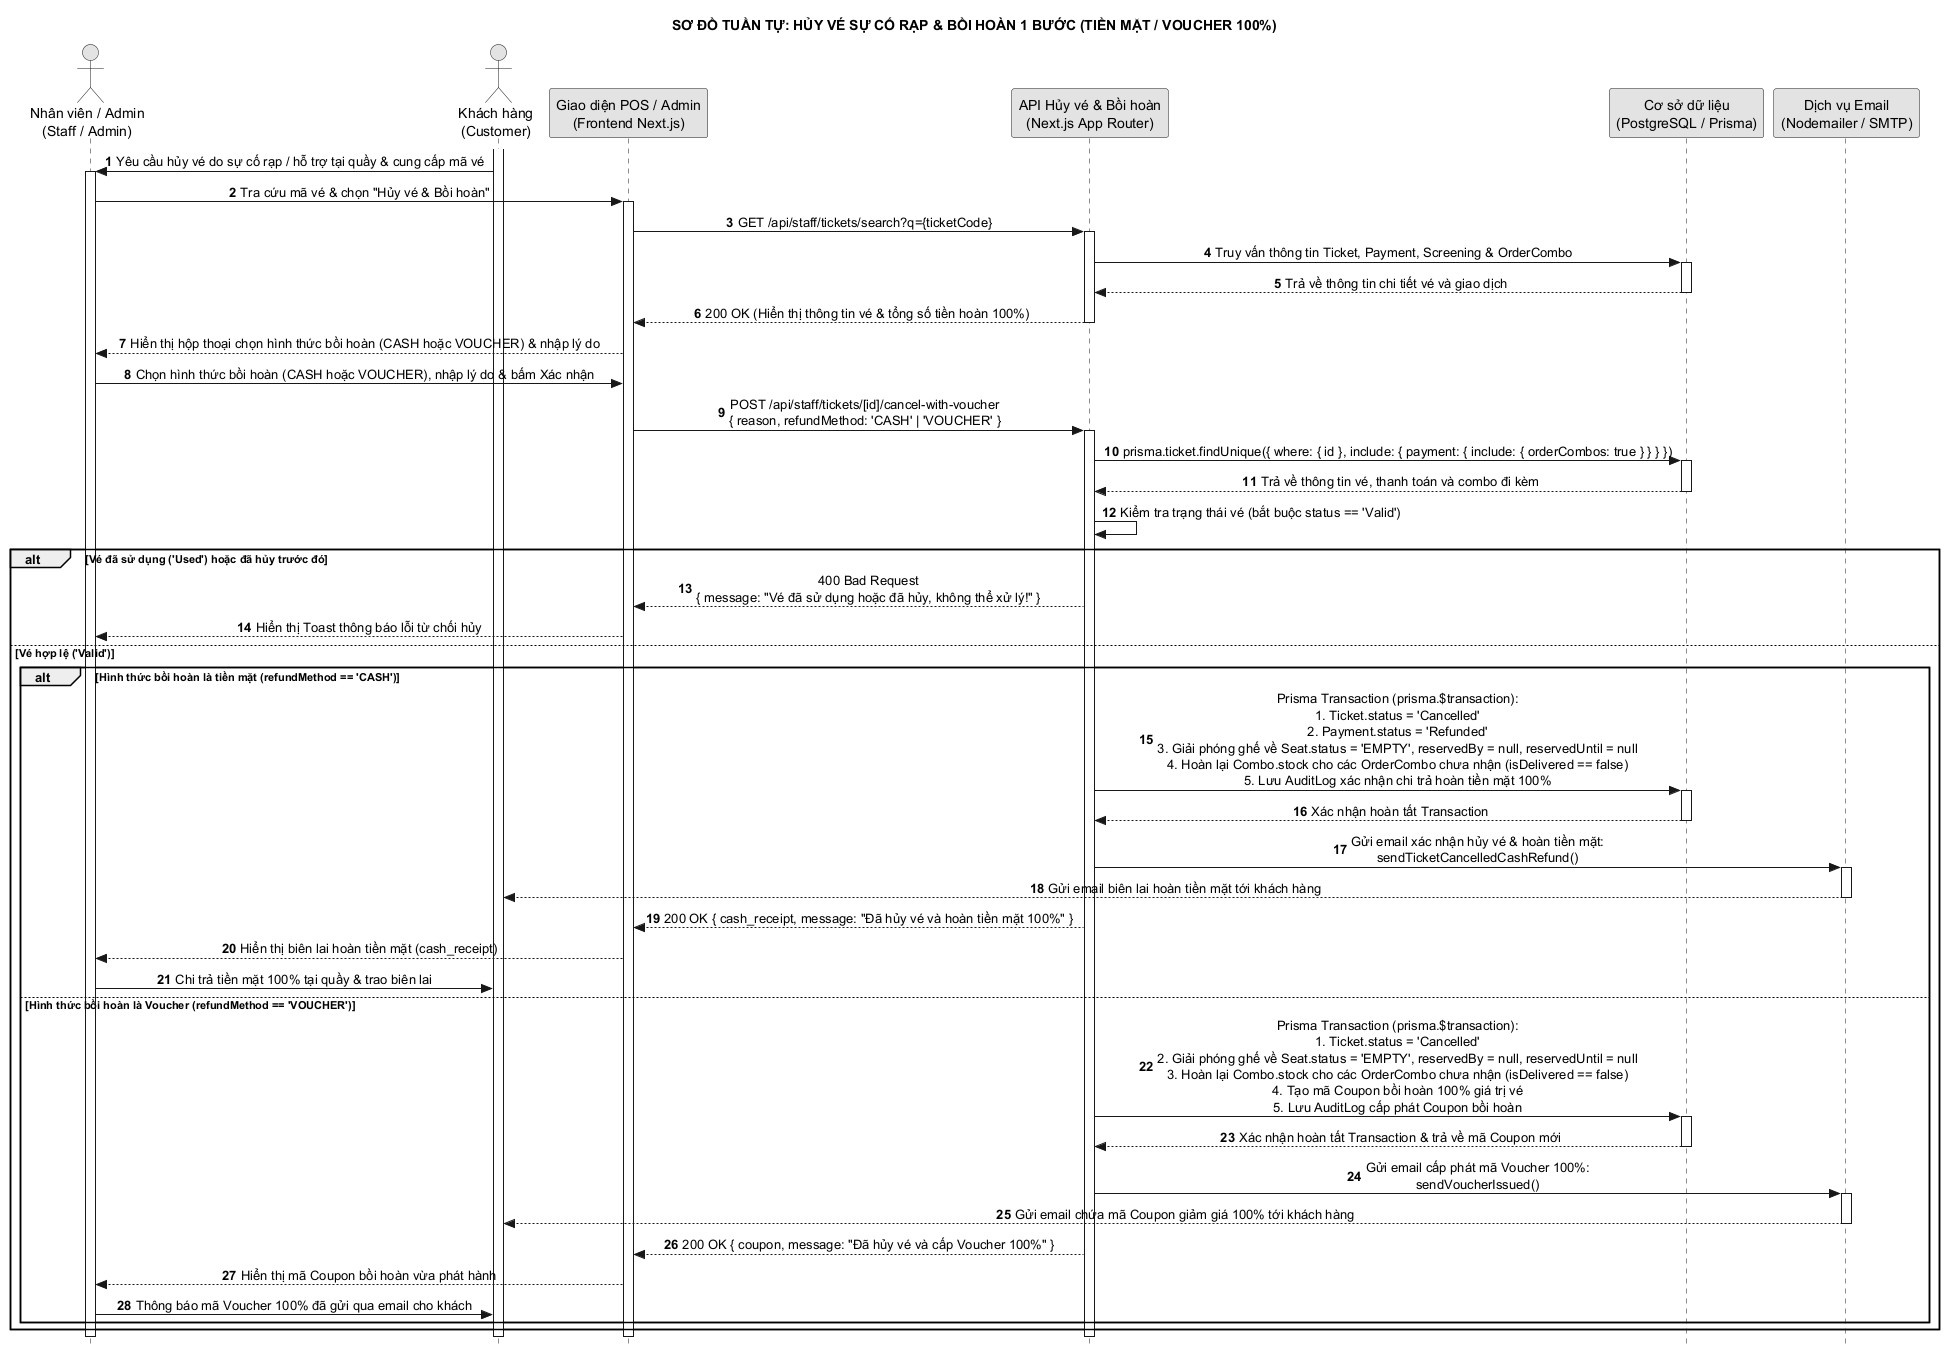 SƠ ĐỒ TUẦN TỰ: HỦY VÉ SỰ CỐ RẠP & BỒI HOÀN 1 BƯỚC (TIỀN MẶT / VOUCHER 100%)
Nhân viên / Admin
(Staff / Admin)
Khách hàng
(Customer)
Giao diện POS / Admin
(Frontend Next.js)
API Hủy vé & Bồi hoàn
(Next.js App Router)
Cơ sở dữ liệu
(PostgreSQL / Prisma)
Dịch vụ Email
(Nodemailer / SMTP)
1 Yêu cầu hủy vé do sự cố rạp / hỗ trợ tại quầy & cung cấp mã vé
2 Tra cứu mã vé & chọn "Hủy vé & Bồi hoàn"
3 GET /api/staff/tickets/search?q={ticketCode}
4 Truy vấn thông tin Ticket, Payment, Screening & OrderCombo
5 Trả về thông tin chi tiết vé và giao dịch
6 200 OK (Hiển thị thông tin vé & tổng số tiền hoàn 100%)
7 Hiển thị hộp thoại chọn hình thức bồi hoàn (CASH hoặc VOUCHER) & nhập lý do
8 Chọn hình thức bồi hoàn (CASH hoặc VOUCHER), nhập lý do & bấm Xác nhận
9 POST /api/staff/tickets/[id]/cancel-with-voucher
{ reason, refundMethod: 'CASH' | 'VOUCHER' }
10 prisma.ticket.findUnique({ where: { id }, include: { payment: { include: { orderCombos: true } } } })
11 Trả về thông tin vé, thanh toán và combo đi kèm
12 Kiểm tra trạng thái vé (bắt buộc status == 'Valid')
alt [Vé đã sử dụng ('Used') hoặc đã hủy trước đó]
13 400 Bad Request
{ message: "Vé đã sử dụng hoặc đã hủy, không thể xử lý!" }
14 Hiển thị Toast thông báo lỗi từ chối hủy
[Vé hợp lệ ('Valid')]
alt [Hình thức bồi hoàn là tiền mặt (refundMethod == 'CASH')]
15 Prisma Transaction (prisma.$transaction):
1. Ticket.status = 'Cancelled'
2. Payment.status = 'Refunded'
3. Giải phóng ghế về Seat.status = 'EMPTY', reservedBy = null, reservedUntil = null
4. Hoàn lại Combo.stock cho các OrderCombo chưa nhận (isDelivered == false)
5. Lưu AuditLog xác nhận chi trả hoàn tiền mặt 100%
16 Xác nhận hoàn tất Transaction
17 Gửi email xác nhận hủy vé & hoàn tiền mặt:
sendTicketCancelledCashRefund()
18 Gửi email biên lai hoàn tiền mặt tới khách hàng
19 200 OK { cash_receipt, message: "Đã hủy vé và hoàn tiền mặt 100%" }
20 Hiển thị biên lai hoàn tiền mặt (cash_receipt)
21 Chi trả tiền mặt 100% tại quầy & trao biên lai
[Hình thức bồi hoàn là Voucher (refundMethod == 'VOUCHER')]
22 Prisma Transaction (prisma.$transaction):
1. Ticket.status = 'Cancelled'
2. Giải phóng ghế về Seat.status = 'EMPTY', reservedBy = null, reservedUntil = null
3. Hoàn lại Combo.stock cho các OrderCombo chưa nhận (isDelivered == false)
4. Tạo mã Coupon bồi hoàn 100% giá trị vé
5. Lưu AuditLog cấp phát Coupon bồi hoàn
23 Xác nhận hoàn tất Transaction & trả về mã Coupon mới
24 Gửi email cấp phát mã Voucher 100%:
sendVoucherIssued()
25 Gửi email chứa mã Coupon giảm giá 100% tới khách hàng
26 200 OK { coupon, message: "Đã hủy vé và cấp Voucher 100%" }
27 Hiển thị mã Coupon bồi hoàn vừa phát hành
28 Thông báo mã Voucher 100% đã gửi qua email cho khách